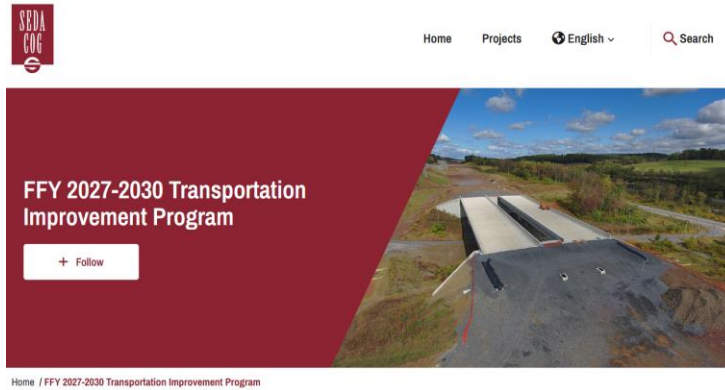 SEDA
COG
Home Projects English Search
FFY 2027-2030 Transportation
Improvement Program
+ Follow
Home / FFY 2027-2030 Transportation Improvement Program